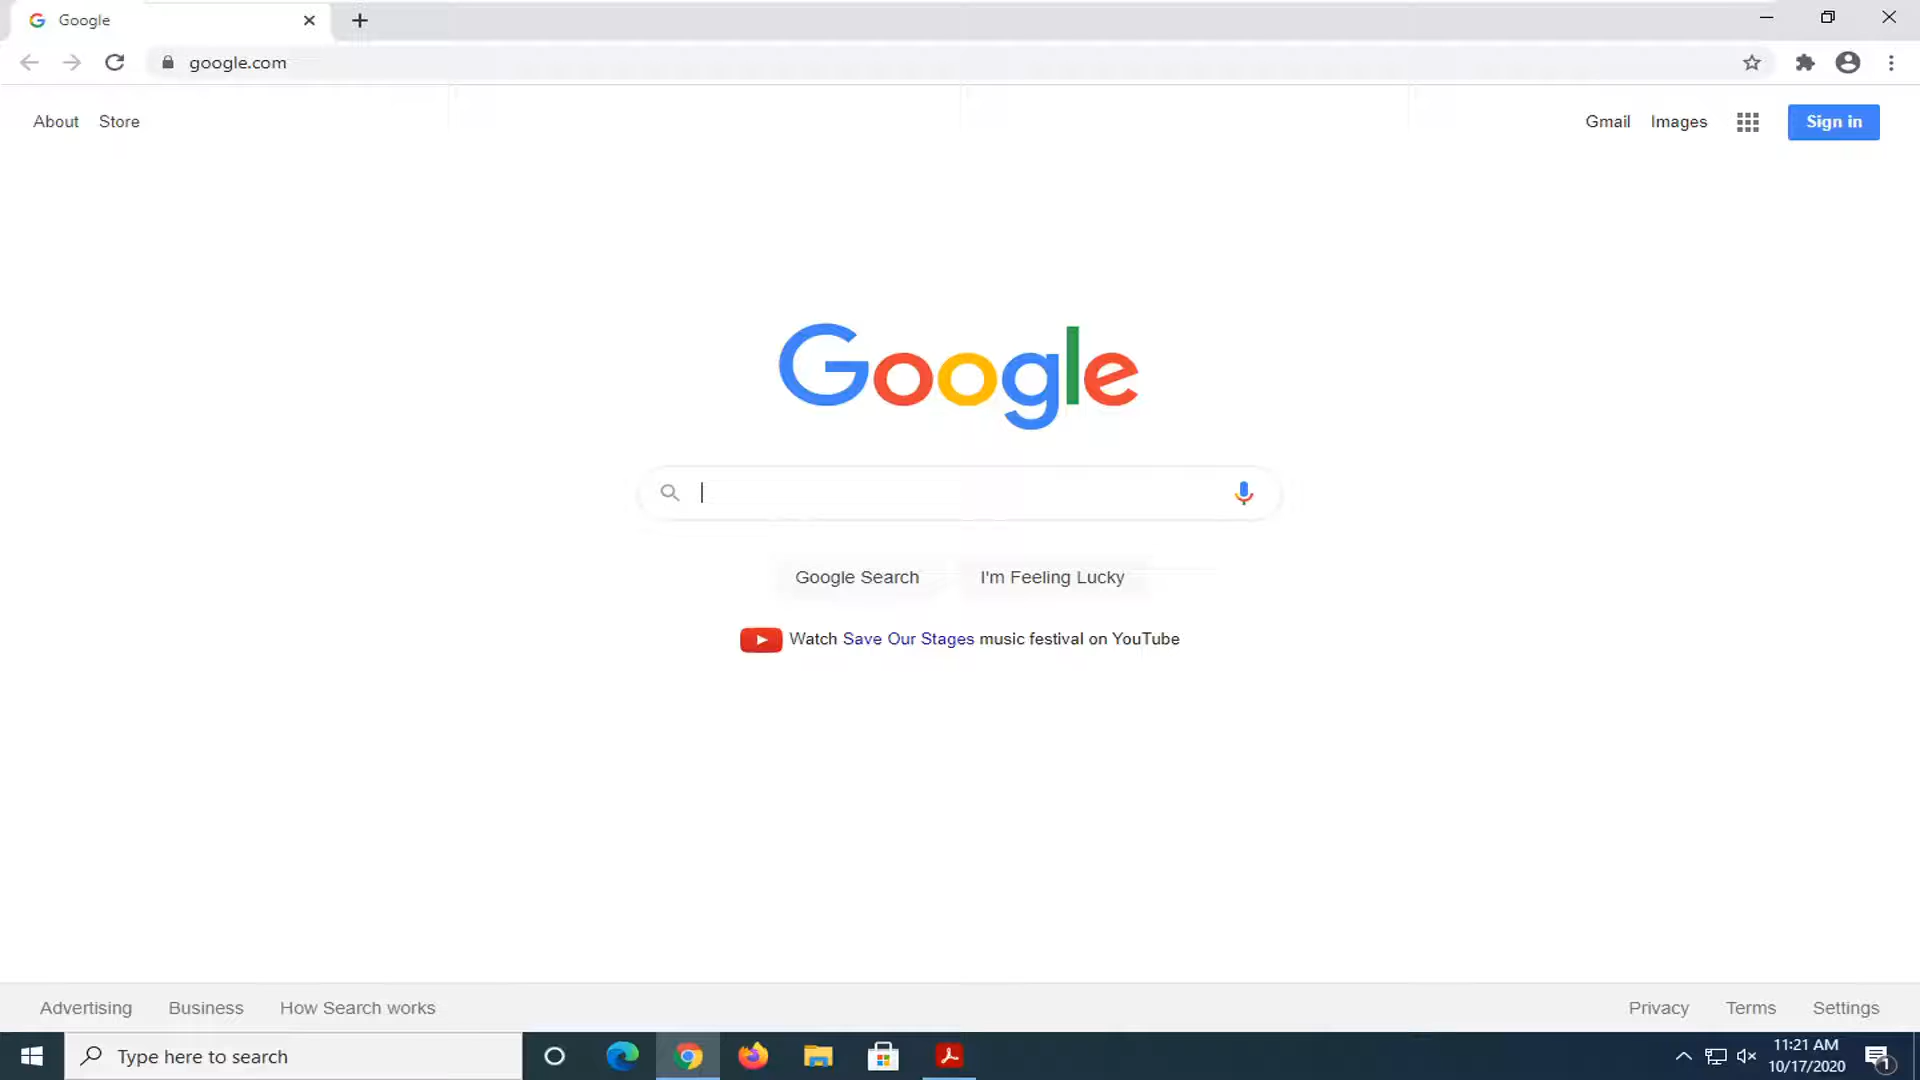 Google
google.com
About Store
Gmail Images Sign in
Google
Google Search I'm Feeling Lucky
Watch Save Our Stages music festival on YouTube
Advertising Business How Search works
Privacy Terms Settings
Type here to search
11:21 AM
10/17/2020
1